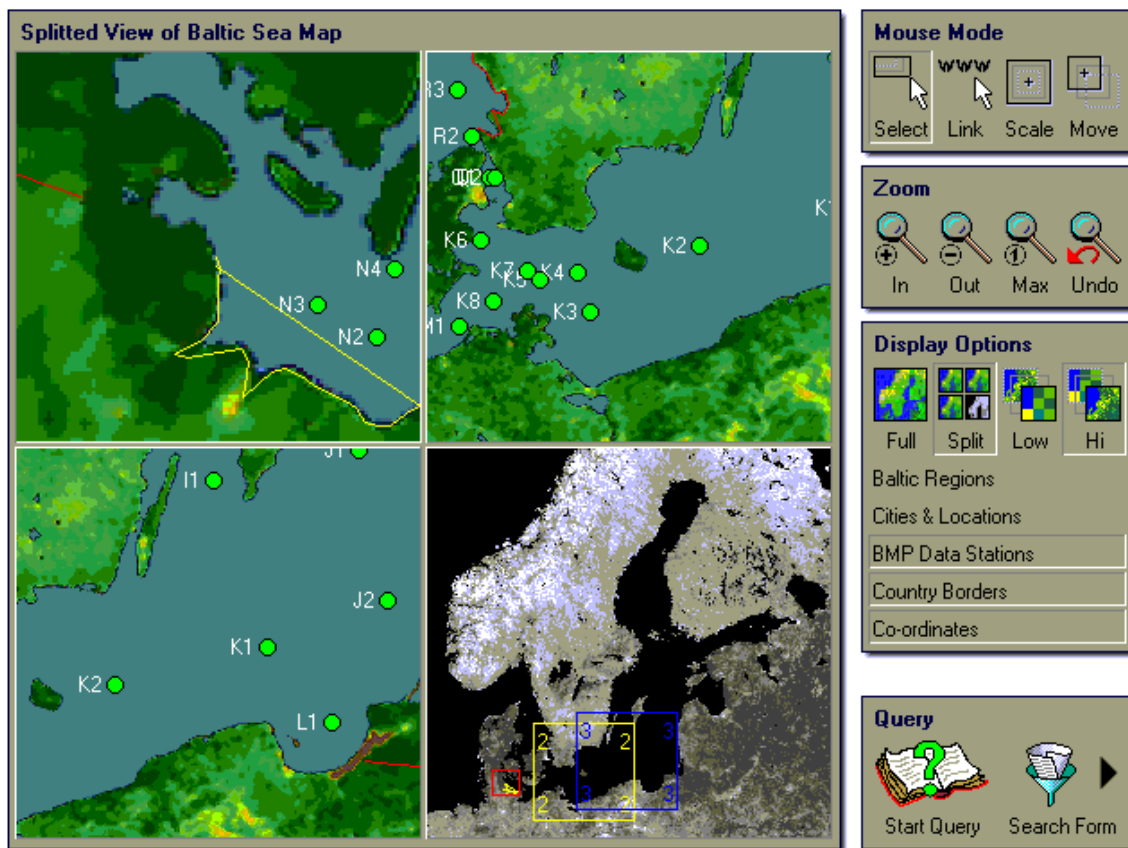 Splitted View of Baltic Sea Map
N4
N3
N2
R3
R2
K6
K2
K7
K5
K4
K8
K3
M1
J1
I1
J2
K1
K2
L1
3 3
2 2
3 3
2 2
Mouse Mode
Select Link Scale Move
Zoom
In Out Max Undo
Display Options
Full Split Low Hi
Baltic Regions
Cities & Locations
BMP Data Stations
Country Borders
Co-ordinates
Query
Start Query Search Form